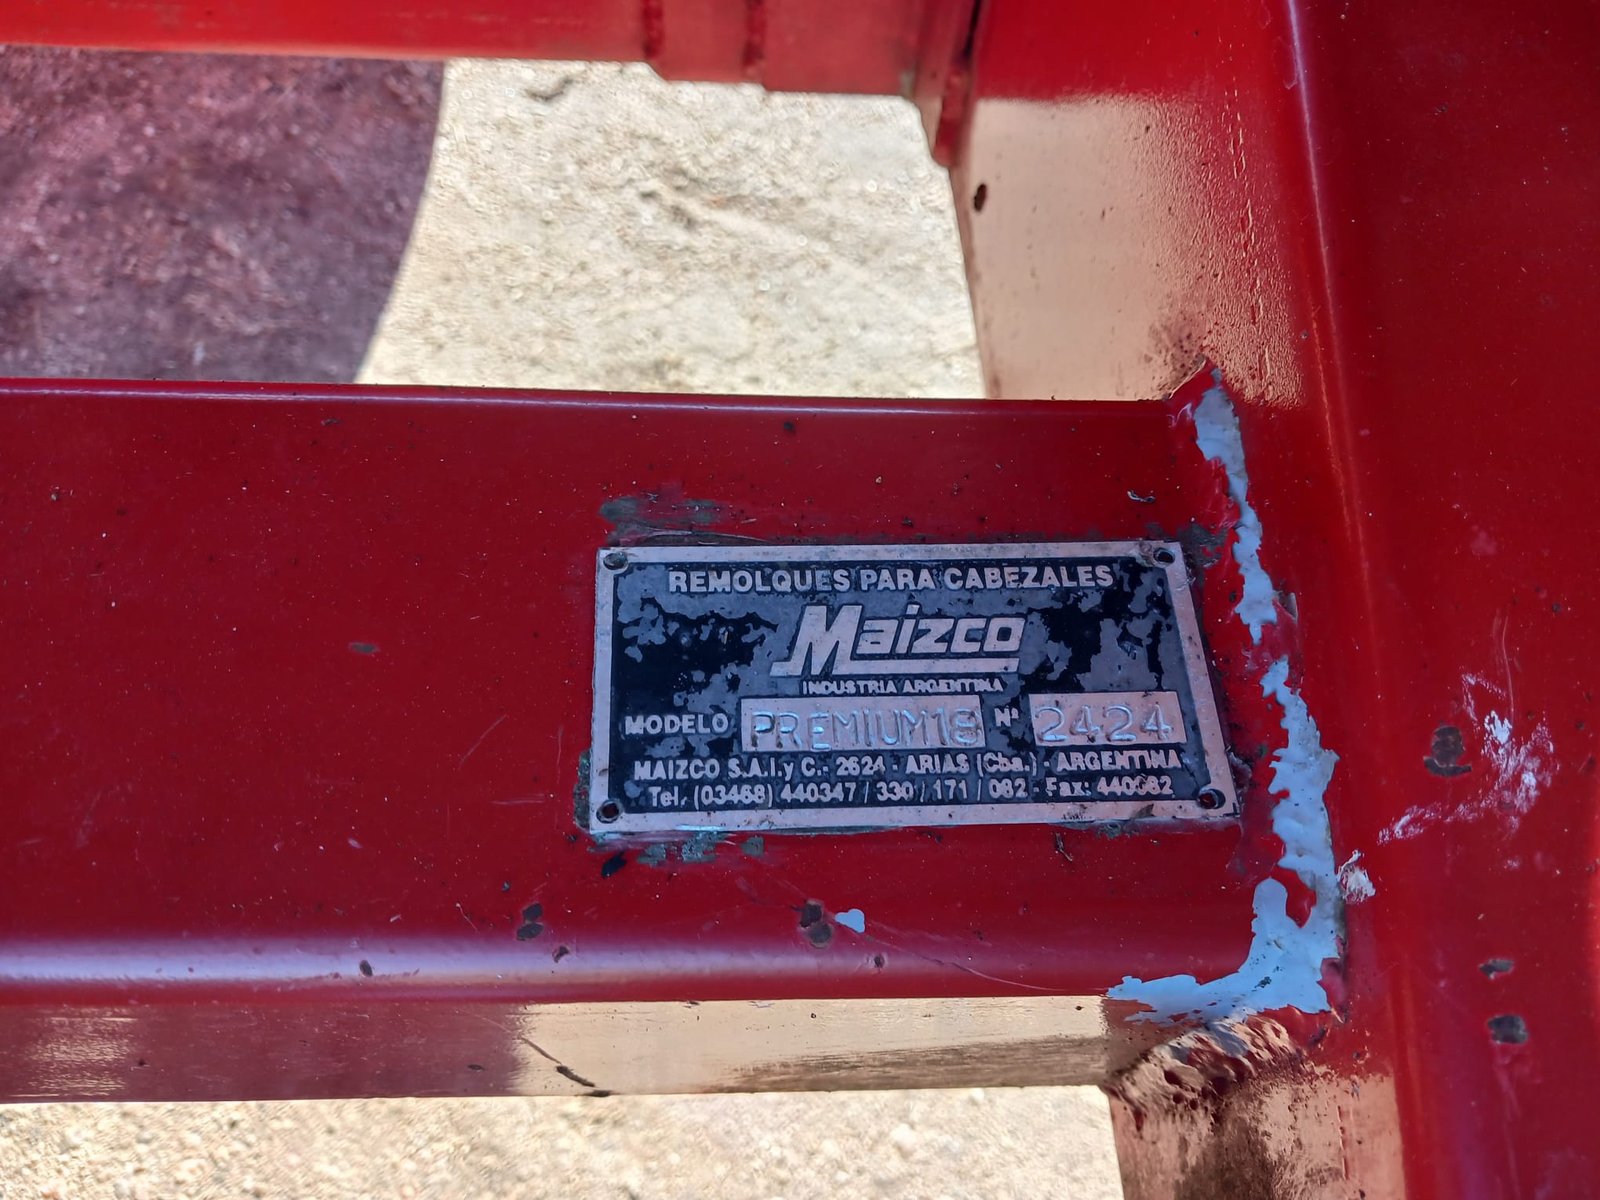 REMOLQUES PARA CABEZALES
Maizco
INDUSTRIA ARGENTINA
MODELO PREMIUM18 Nº 2424
MAIZCO S.A.I.y C.- 2624 - ARIAS (Cba.) - ARGENTINA
Tel. (03468) 440347 / 330 / 171 / 082 - Fax: 440082